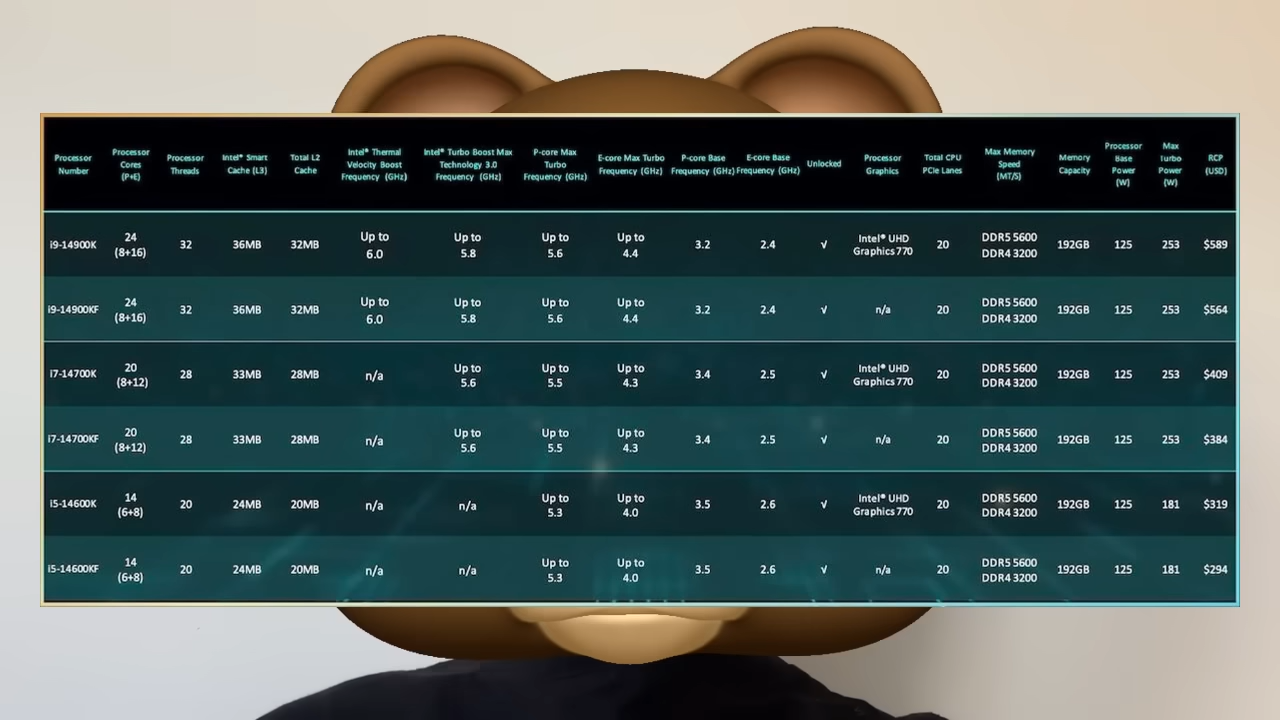 Processor Number | Processor Cores (P+E) | Processor Threads | Intel® Smart Cache (L3) | Total L2 Cache | Intel® Thermal Velocity Boost Frequency (GHz) | Intel® Turbo Boost Max Technology 3.0 Frequency (GHz) | P-core Max Turbo Frequency (GHz) | E-core Max Turbo Frequency (GHz) | P-core Base Frequency (GHz) | E-core Base Frequency (GHz) | Unlocked | Processor Graphics | Total CPU PCIe Lanes | Max Memory Speed (MT/S) | Memory Capacity | Processor Base Power (W) | Max Turbo Power (W) | RCP (USD)
i9-14900K | 24 (8+16) | 32 | 36MB | 32MB | Up to 6.0 | Up to 5.8 | Up to 5.6 | Up to 4.4 | 3.2 | 2.4 | √ | Intel® UHD Graphics 770 | 20 | DDR5 5600 DDR4 3200 | 192GB | 125 | 253 | $589
i9-14900KF | 24 (8+16) | 32 | 36MB | 32MB | Up to 6.0 | Up to 5.8 | Up to 5.6 | Up to 4.4 | 3.2 | 2.4 | √ | n/a | 20 | DDR5 5600 DDR4 3200 | 192GB | 125 | 253 | $564
i7-14700K | 20 (8+12) | 28 | 33MB | 28MB | n/a | Up to 5.6 | Up to 5.5 | Up to 4.3 | 3.4 | 2.5 | √ | Intel® UHD Graphics 770 | 20 | DDR5 5600 DDR4 3200 | 192GB | 125 | 253 | $409
i7-14700KF | 20 (8+12) | 28 | 33MB | 28MB | n/a | Up to 5.6 | Up to 5.5 | Up to 4.3 | 3.4 | 2.5 | √ | n/a | 20 | DDR5 5600 DDR4 3200 | 192GB | 125 | 253 | $384
i5-14600K | 14 (6+8) | 20 | 24MB | 20MB | n/a | n/a | Up to 5.3 | Up to 4.0 | 3.5 | 2.6 | √ | Intel® UHD Graphics 770 | 20 | DDR5 5600 DDR4 3200 | 192GB | 125 | 181 | $319
i5-14600KF | 14 (6+8) | 20 | 24MB | 20MB | n/a | n/a | Up to 5.3 | Up to 4.0 | 3.5 | 2.6 | √ | n/a | 20 | DDR5 5600 DDR4 3200 | 192GB | 125 | 181 | $294